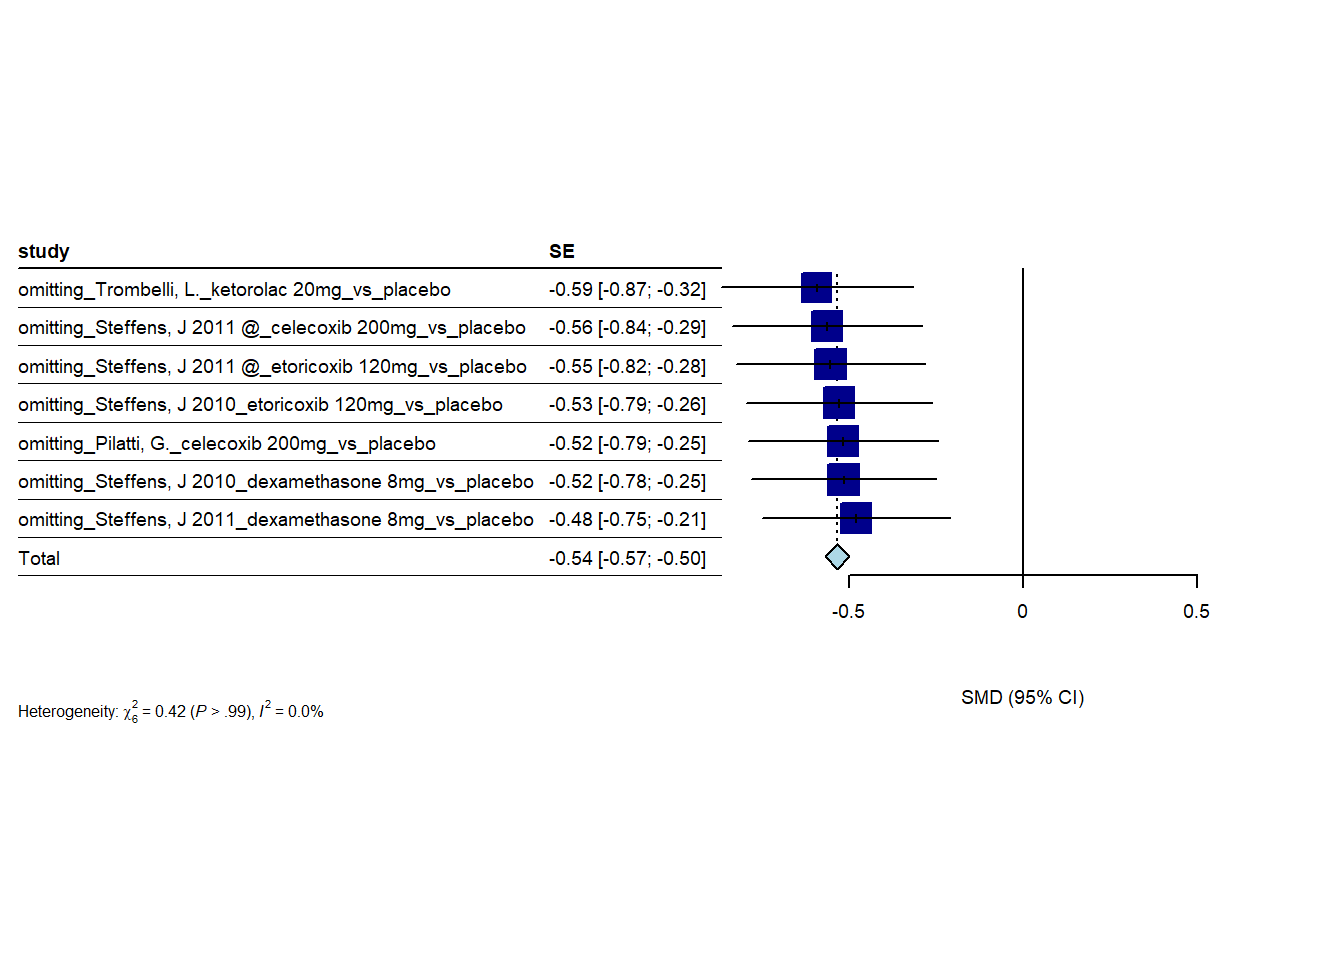 study SE
omitting_Trombelli, L._ketorolac 20mg_vs_placebo -0.59 [-0.87; -0.32]
omitting_Steffens, J 2011 @_celecoxib 200mg_vs_placebo -0.56 [-0.84; -0.29]
omitting_Steffens, J 2011 @_etoricoxib 120mg_vs_placebo -0.55 [-0.82; -0.28]
omitting_Steffens, J 2010_etoricoxib 120mg_vs_placebo -0.53 [-0.79; -0.26]
omitting_Pilatti, G._celecoxib 200mg_vs_placebo -0.52 [-0.79; -0.25]
omitting_Steffens, J 2010_dexamethasone 8mg_vs_placebo -0.52 [-0.78; -0.25]
omitting_Steffens, J 2011_dexamethasone 8mg_vs_placebo -0.48 [-0.75; -0.21]
Total -0.54 [-0.57; -0.50]
-0.5 0 0.5
SMD (95% CI)
Heterogeneity: χ²₆ = 0.42 (P > .99), I² = 0.0%